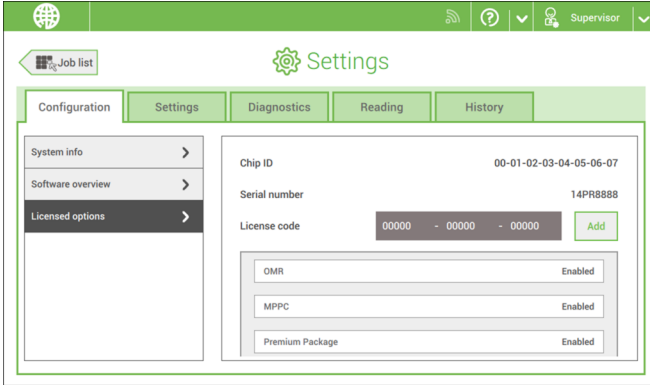 ? Supervisor
Job list
Settings
Configuration Settings Diagnostics Reading History
System info
Software overview
Licensed options
Chip ID 00-01-02-03-04-05-06-07
Serial number 14PR8888
License code 00000 - 00000 - 00000 Add
OMR Enabled
MPPC Enabled
Premium Package Enabled